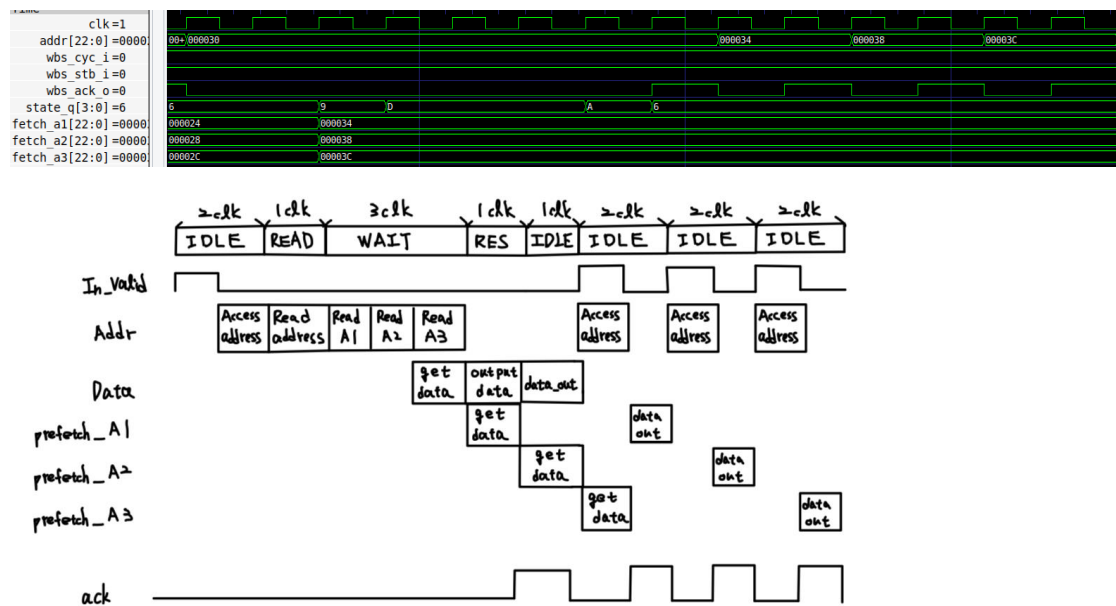 Time
clk=1
addr[22:0]=0000 00+ 000030 000034 000038 00003C
wbs_cyc_i=0
wbs_stb_i=0
wbs_ack_o=0
state_q[3:0]=6 6 9 D A 6
fetch_a1[22:0]=0000 000024 000034
fetch_a2[22:0]=0000 000028 000038
fetch_a3[22:0]=0000 00002C 00003C
2clk 1clk 3clk 1clk 1clk 2clk 2clk 2clk
IDLE READ WAIT RES IDLE IDLE IDLE IDLE
In_Valid
Addr Access address Read address Read A1 Read A2 Read A3 Access address Access address Access address
Data get data output data data_out
prefetch_A1 get data data out
prefetch_A2 get data data out
prefetch_A3 get data data out
ack